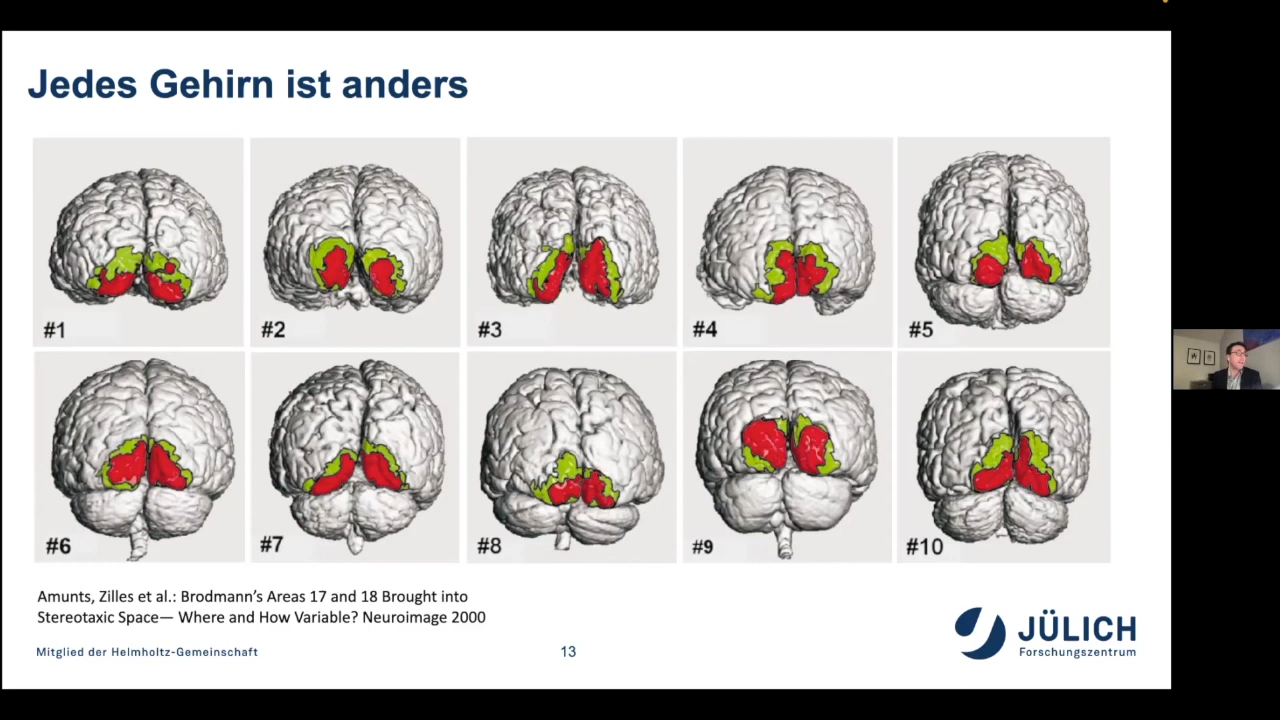 Jedes Gehirn ist anders
#1
#2
#3
#4
#5
#6
#7
#8
#9
#10
Amunts, Zilles et al.: Brodmann’s Areas 17 and 18 Brought into
Stereotaxic Space— Where and How Variable? Neuroimage 2000
Mitglied der Helmholtz-Gemeinschaft
13
JÜLICH
Forschungszentrum